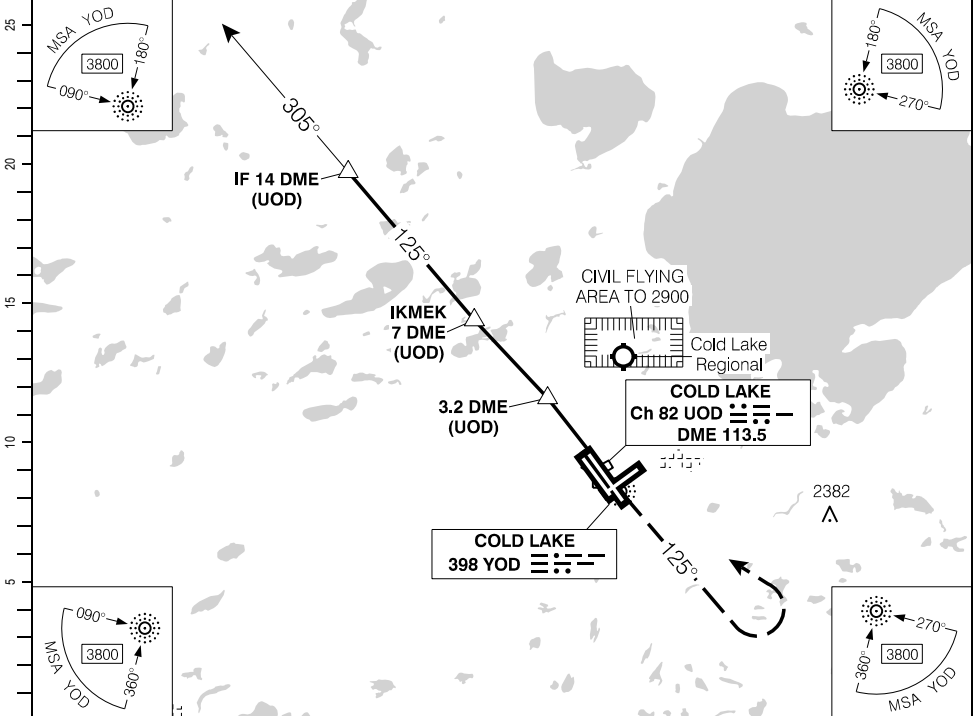 25
MSA YOD
3800
180°
090°
MSA YOD
3800
180°
270°
305°
20
IF 14 DME
(UOD)
125°
CIVIL FLYING
AREA TO 2900
15
IKMEK
7 DME
(UOD)
Cold Lake
Regional
COLD LAKE
Ch 82 UOD
DME 113.5
3.2 DME
(UOD)
10
2382
COLD LAKE
398 YOD
125°
5
090°
3800
MSA YOD
360°
270°
3800
360°
MSA YOD